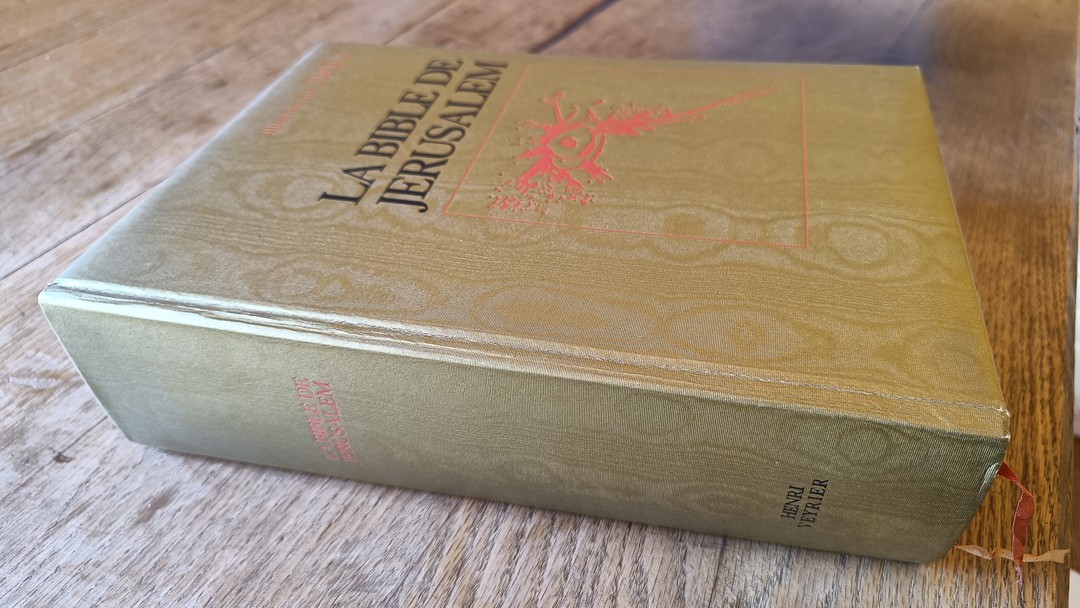 LA BIBLE DE
JERUSALEM
LA BIBLE DE
JERUSALEM
HENRI
VEYRIER